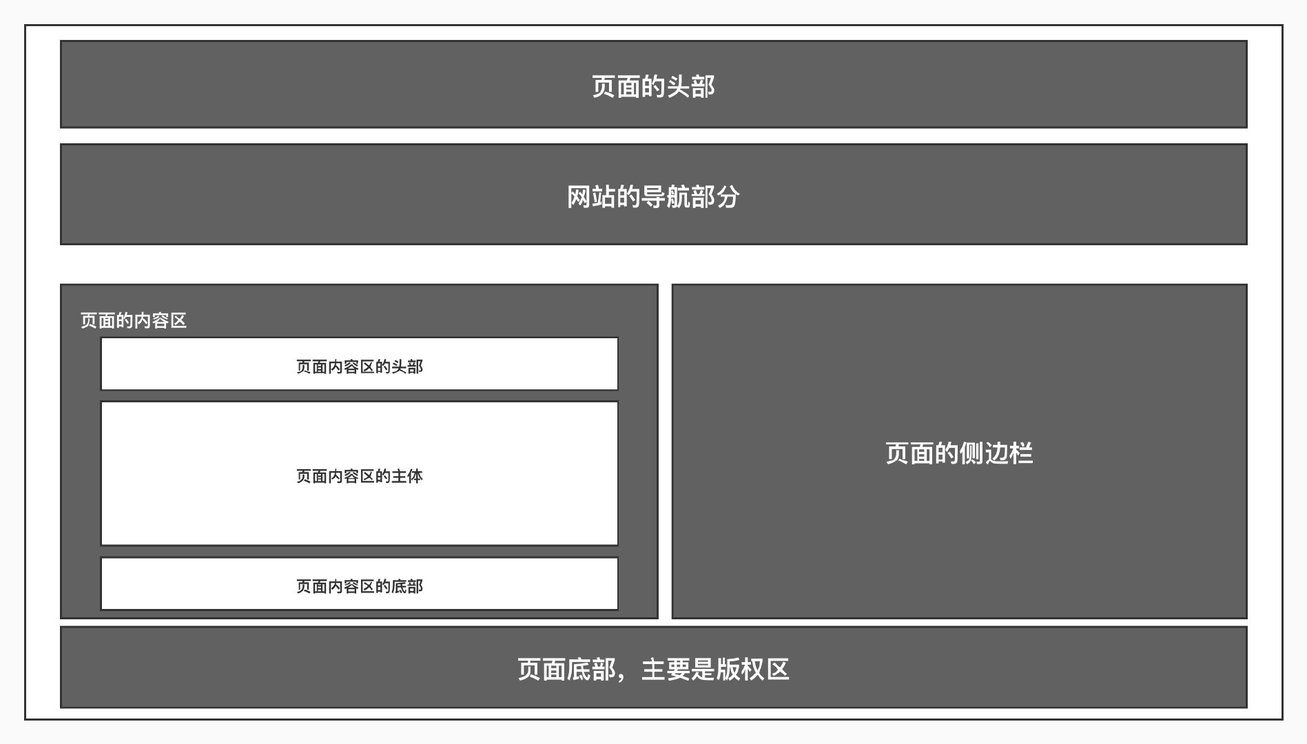 页面的头部
网站的导航部分
页面的内容区
页面内容区的头部
页面内容区的主体
页面内容区的底部
页面的侧边栏
页面底部，主要是版权区